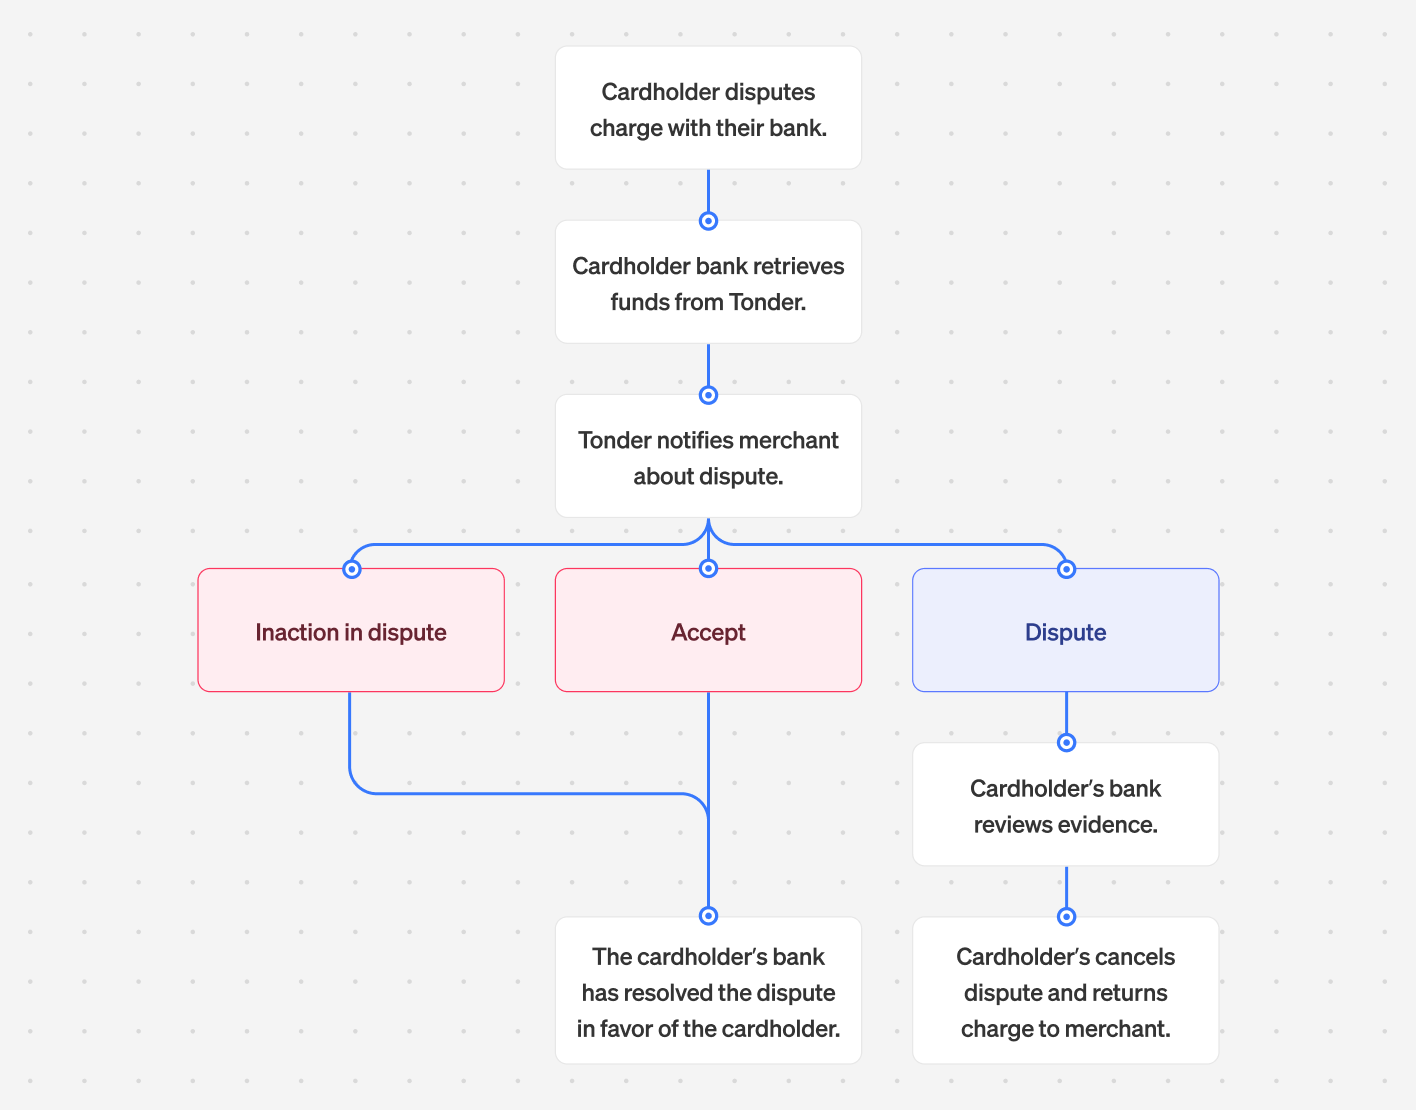 Cardholder disputes
charge with their bank.
Cardholder bank retrieves
funds from Tonder.
Tonder notifies merchant
about dispute.
Inaction in dispute
Accept
Dispute
Cardholder’s bank
reviews evidence.
The cardholder’s bank
has resolved the dispute
in favor of the cardholder.
Cardholder’s cancels
dispute and returns
charge to merchant.